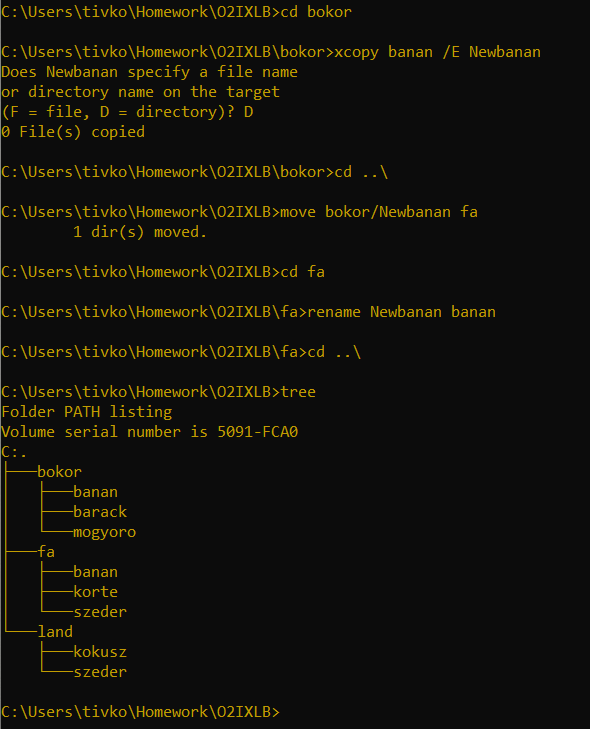 C:\Users\tivko\Homework\O2IXLB>cd bokor
C:\Users\tivko\Homework\O2IXLB\bokor>xcopy banan /E Newbanan
Does Newbanan specify a file name
or directory name on the target
(F = file, D = directory)? D
0 File(s) copied
C:\Users\tivko\Homework\O2IXLB\bokor>cd ..\
C:\Users\tivko\Homework\O2IXLB>move bokor/Newbanan fa
        1 dir(s) moved.
C:\Users\tivko\Homework\O2IXLB>cd fa
C:\Users\tivko\Homework\O2IXLB\fa>rename Newbanan banan
C:\Users\tivko\Homework\O2IXLB\fa>cd ..\
C:\Users\tivko\Homework\O2IXLB>tree
Folder PATH listing
Volume serial number is 5091-FCA0
C:.
├───bokor
│   ├───banan
│   ├───barack
│   └───mogyoro
├───fa
│   ├───banan
│   ├───korte
│   └───szeder
└───land
    ├───kokusz
    └───szeder
C:\Users\tivko\Homework\O2IXLB>